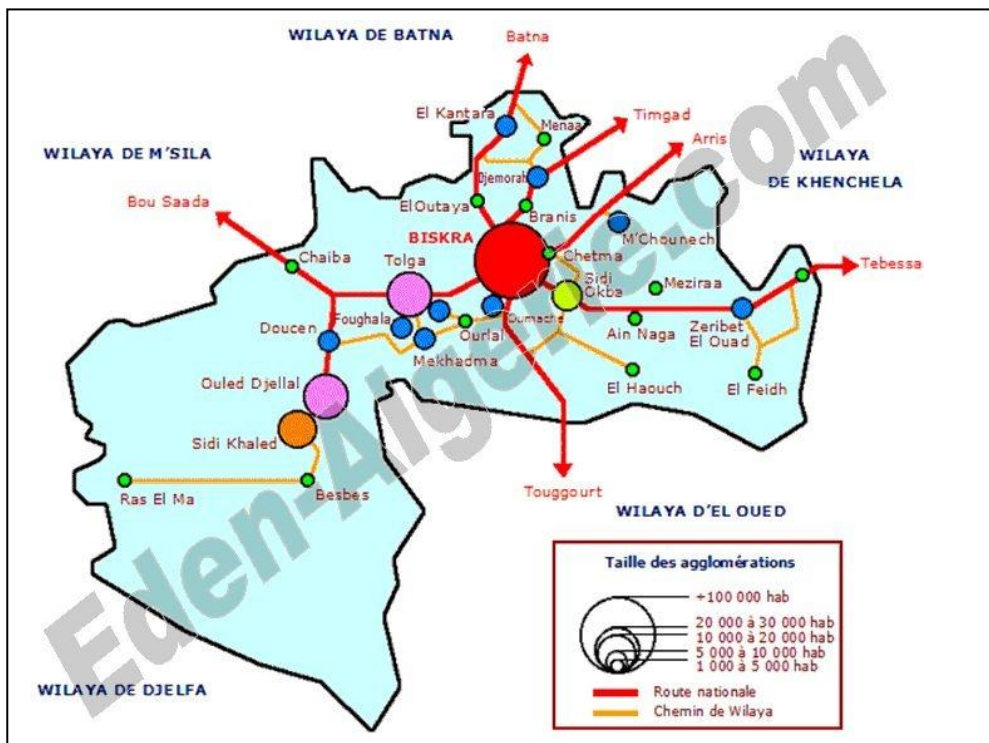 WILAYA DE BATNA
Batna
El Kantara
Menaa
Timgad
WILAYA DE M'SILA
Arris
WILAYA
DE KHENCHELA
Djemorah
Bou Saada
El Outaya
Branis
BISKRA
M'Chounech
Chetma
Chaiba
Tolga
Sidi
Okba
Meziraa
Tebessa
Foughala
Oumache
Doucen
Ourlal
Ain Naga
Zeribet
El Ouad
Mekhadma
Ouled Djellal
El Haouch
El Feidh
Sidi Khaled
Ras El Ma
Besbes
Touggourt
WILAYA D'EL OUED
WILAYA DE DJELFA
Taille des agglomérations
+100 000 hab
20 000 à 30 000 hab
10 000 à 20 000 hab
5 000 à 10 000 hab
1 000 à 5 000 hab
Route nationale
Chemin de Wilaya
Eden-Algerie.com